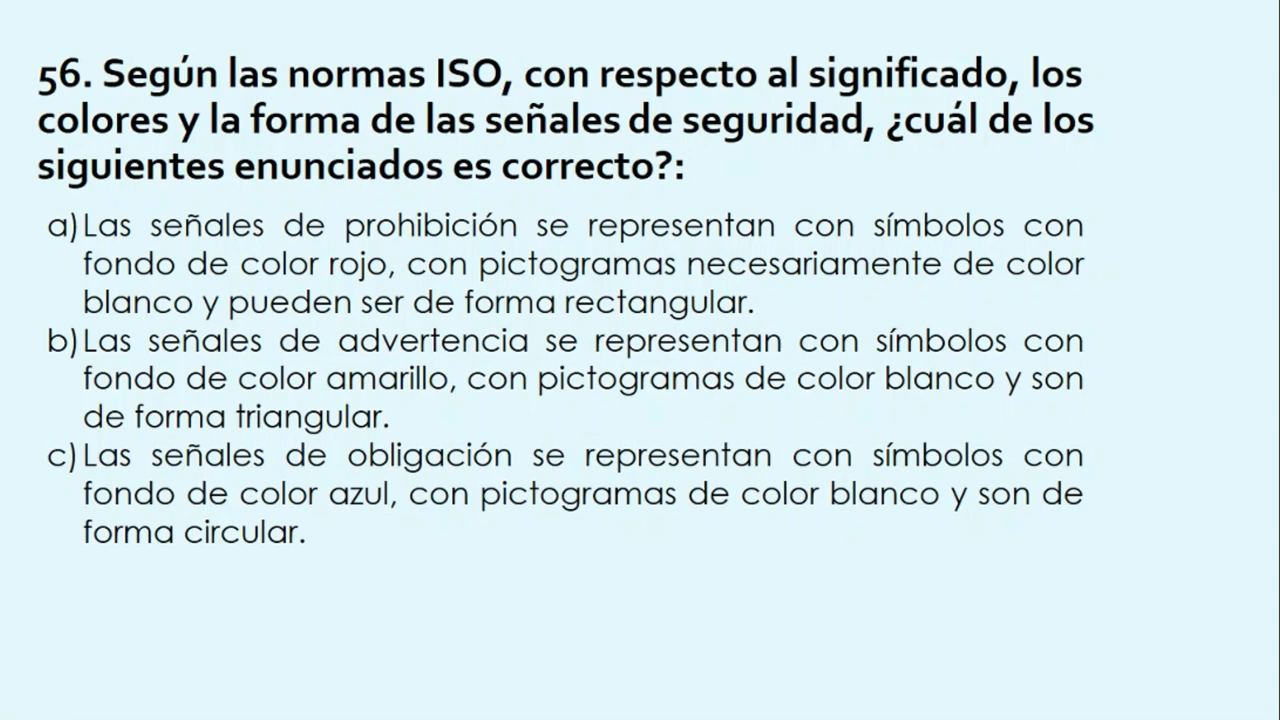 56. Según las normas ISO, con respecto al significado, los
colores y la forma de las señales de seguridad, ¿cuál de los
siguientes enunciados es correcto?:
a) Las señales de prohibición se representan con símbolos con
fondo de color rojo, con pictogramas necesariamente de color
blanco y pueden ser de forma rectangular.
b) Las señales de advertencia se representan con símbolos con
fondo de color amarillo, con pictogramas de color blanco y son
de forma triangular.
c) Las señales de obligación se representan con símbolos con
fondo de color azul, con pictogramas de color blanco y son de
forma circular.